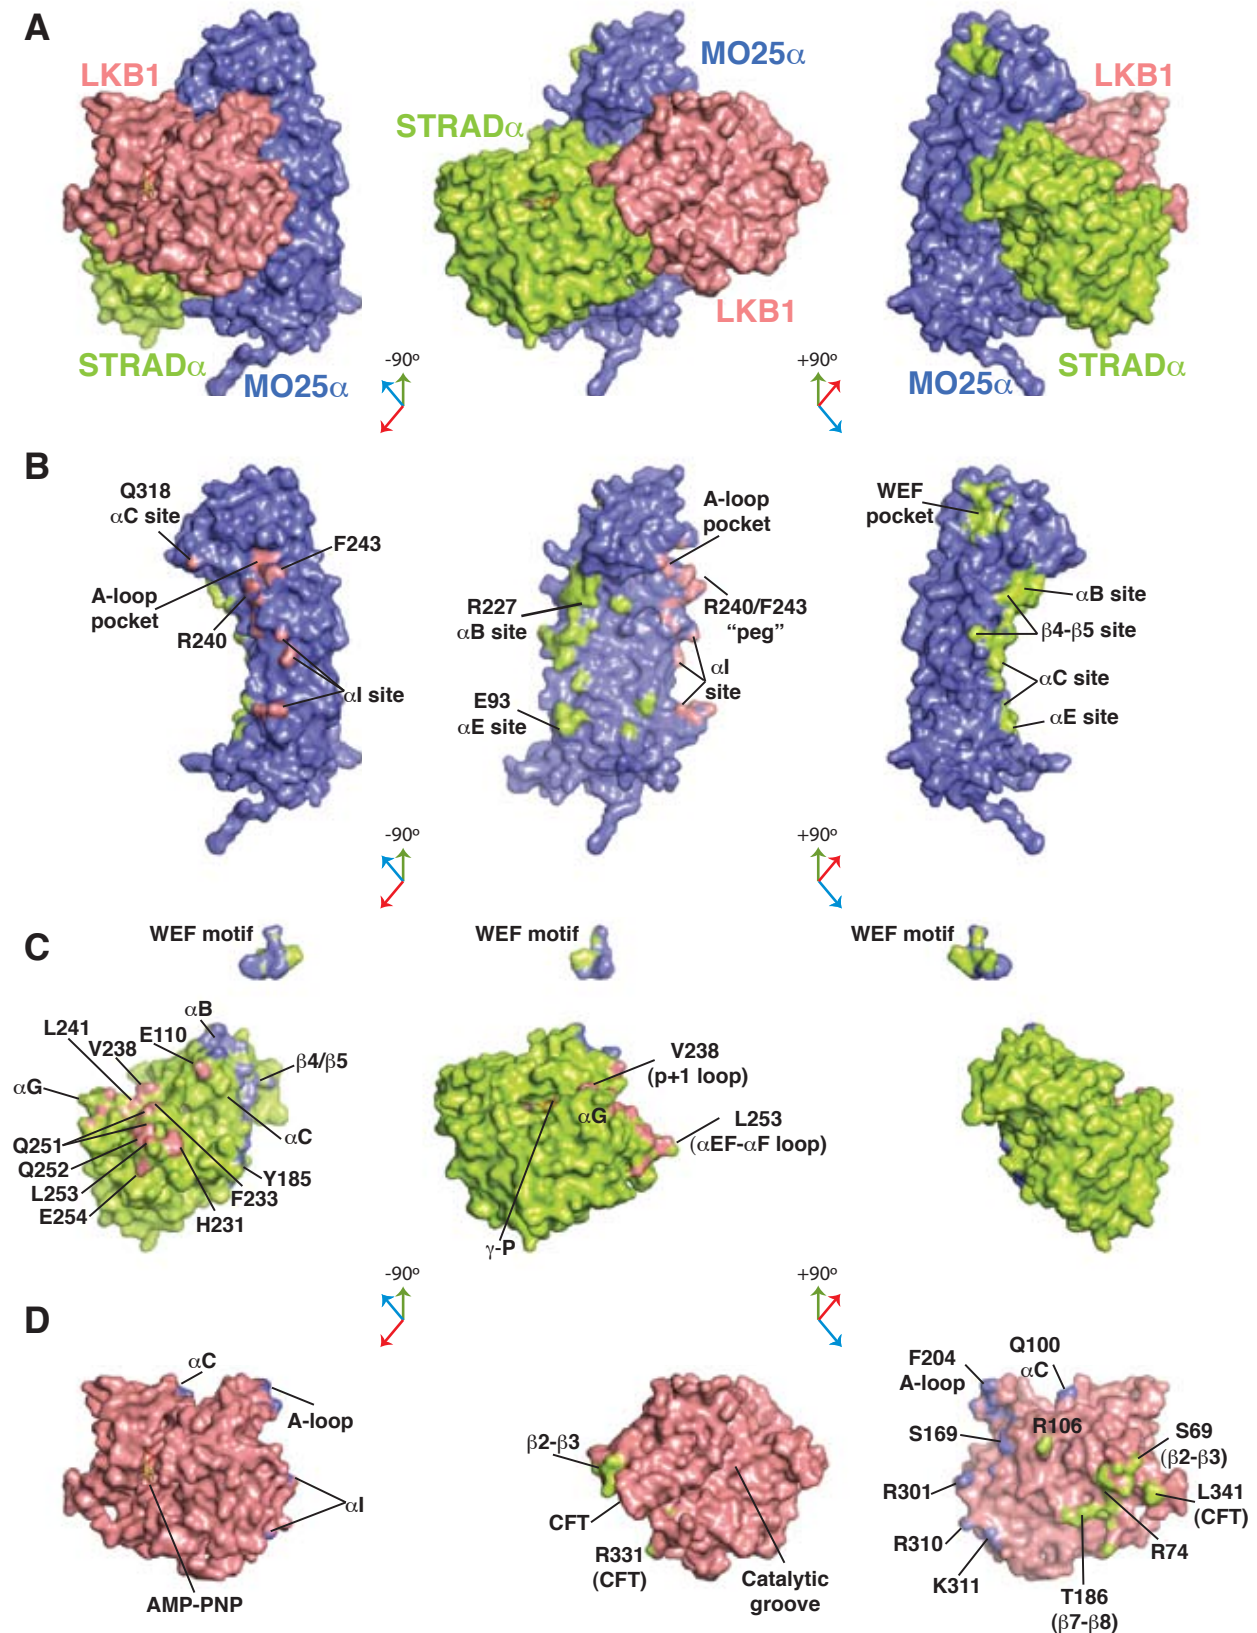 A
LKB1
MO25α
STRADα
LKB1
LKB1
STRADα
MO25α
MO25α
STRADα
-90º
+90º
B
Q318
αC site
F243
A-loop
pocket
R240
αI site
A-loop
pocket
R227
αB site
R240/F243
“peg”
αI
site
E93
αE site
WEF
pocket
αB site
β4-β5 site
αC site
αE site
-90º
+90º
C
WEF motif
WEF motif
WEF motif
αB
L241
E110
V238
β4/β5
αG
αC
Q251
Q252
L253
E254
Y185
F233
H231
V238
(p+1 loop)
αG
L253
(αEF-αF loop)
γ-P
-90º
+90º
D
αC
A-loop
αI
AMP-PNP
β2-β3
CFT
R331
(CFT)
Catalytic
groove
F204
A-loop
Q100
αC
R106
S169
S69
(β2-β3)
R301
L341
(CFT)
R310
R74
K311
T186
(β7-β8)